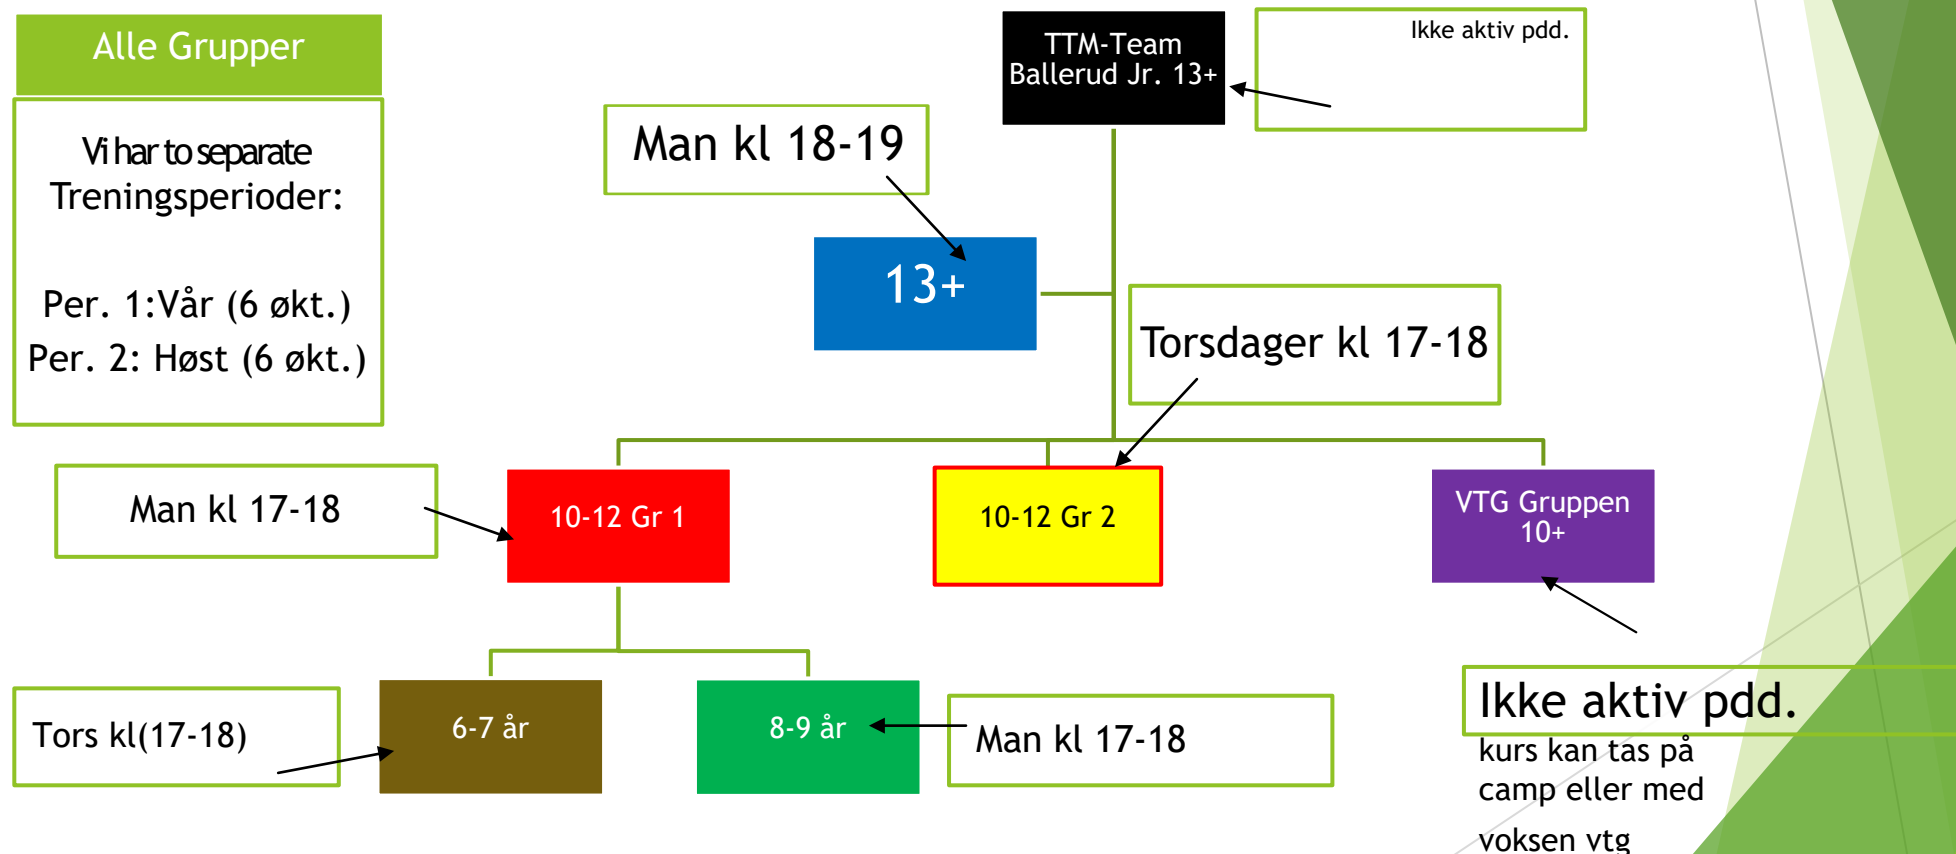 Alle Grupper
Vi har to separate
Treningsperioder:
Per. 1:Vår (6 økt.)
Per. 2: Høst (6 økt.)
TTM-Team
Ballerud Jr. 13+
Ikke aktiv pdd.
Man kl 18-19
13+
Torsdager kl 17-18
Man kl 17-18
10-12 Gr 1
10-12 Gr 2
VTG Gruppen
10+
Tors kl(17-18)
6-7 år
8-9 år
Man kl 17-18
Ikke aktiv pdd.
kurs kan tas på
camp eller med
voksen vtg